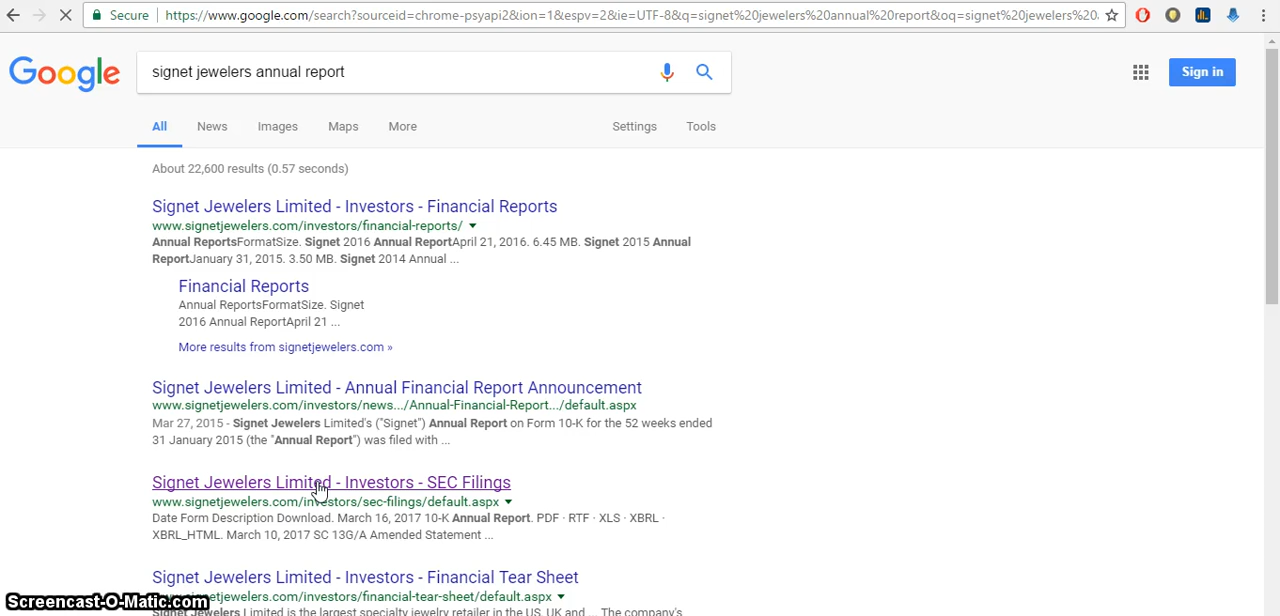 Secure https://www.google.com/search?sourceid=chrome-psyapi2&ion=1&espv=2&ie=UTF-8&q=signet%20jewelers%20annual%20report&oq=signet%20jewelers%20.
Google signet jewelers annual report Sign in
All News Images Maps More Settings Tools
About 22,600 results (0.57 seconds)
Signet Jewelers Limited - Investors - Financial Reports
www.signetjewelers.com/investors/financial-reports/
Annual ReportsFormatSize. Signet 2016 Annual ReportApril 21, 2016. 6.45 MB. Signet 2015 Annual
ReportJanuary 31, 2015. 3.50 MB. Signet 2014 Annual ...
Financial Reports
Annual ReportsFormatSize. Signet
2016 Annual ReportApril 21 ...
More results from signetjewelers.com »
Signet Jewelers Limited - Annual Financial Report Announcement
www.signetjewelers.com/investors/news.../Annual-Financial-Report.../default.aspx
Mar 27, 2015 - Signet Jewelers Limited's ("Signet") Annual Report on Form 10-K for the 52 weeks ended
31 January 2015 (the "Annual Report") was filed with ...
Signet Jewelers Limited - Investors - SEC Filings
www.signetjewelers.com/investors/sec-filings/default.aspx
Date Form Description Download. March 16, 2017 10-K Annual Report. PDF · RTF · XLS · XBRL ·
XBRL_HTML. March 10, 2017 SC 13G/A Amended Statement ...
Signet Jewelers Limited - Investors - Financial Tear Sheet
www.signetjewelers.com/investors/financial-tear-sheet/default.aspx
Signet Jewelers Limited is the largest specialty jewelry retailer in the US, UK and ... The company's
Screencast-O-Matic.com